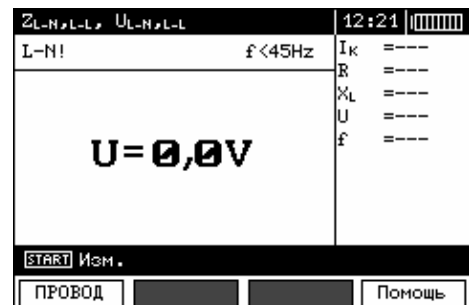 ZL-N,L-L, UL-N,L-L 12:21
L-N! f<45Hz
IK =---
R =---
XL =---
U =---
f =---
U=0,0V
START Изм.
ПРОВОД Помощь